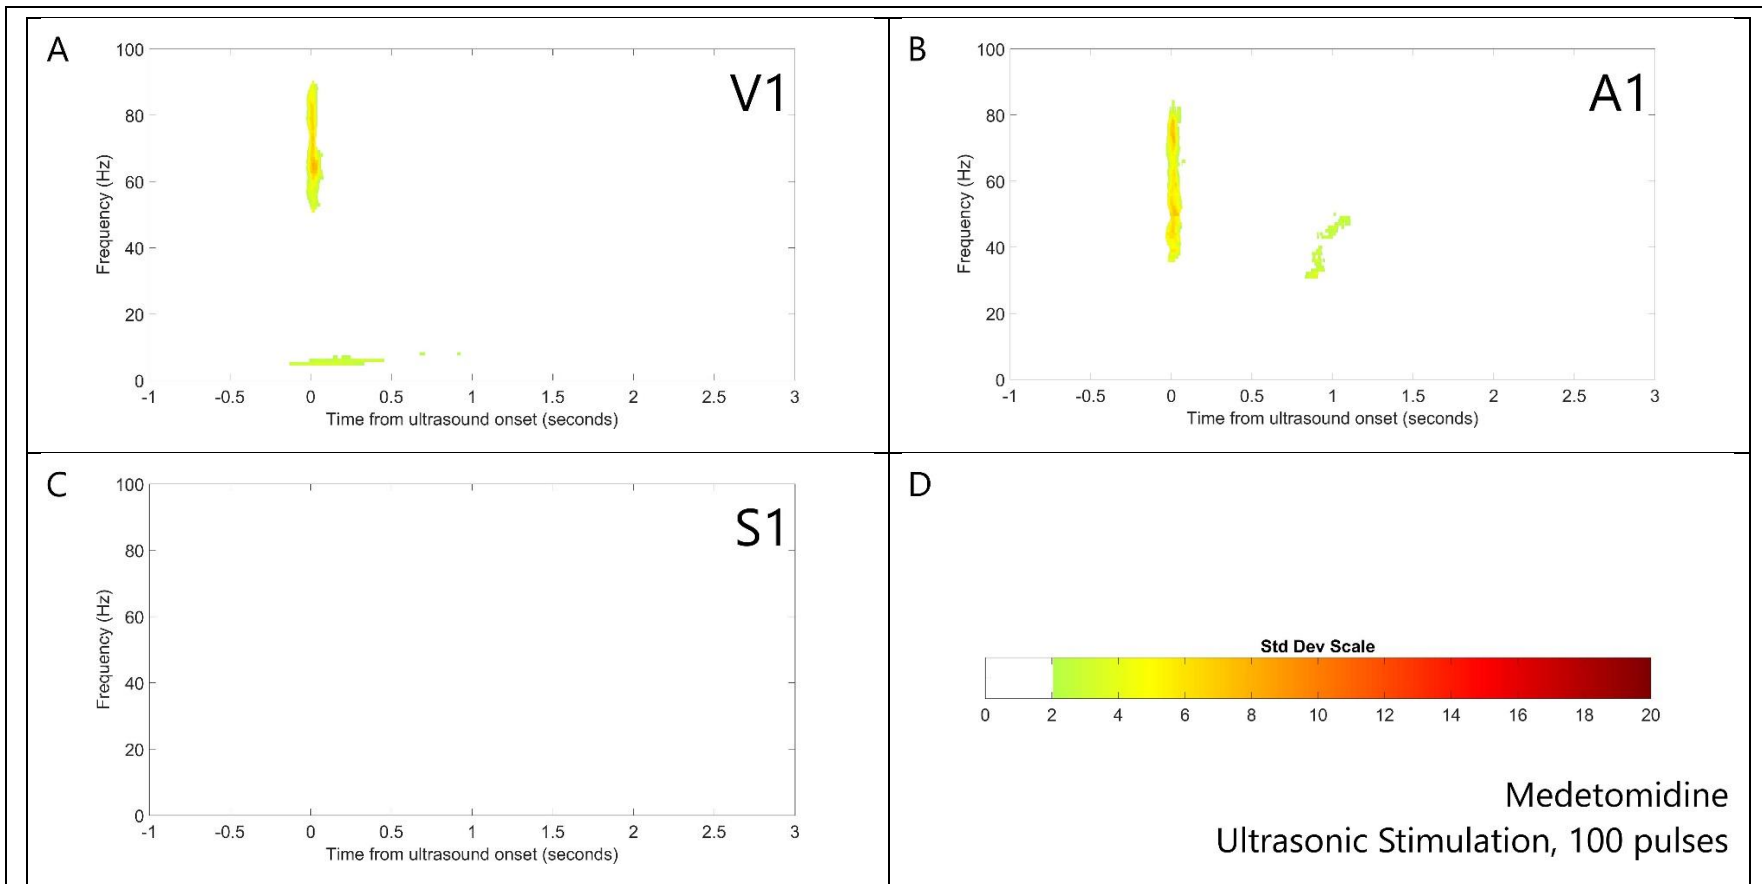 A
V1
100
80
60
40
20
0
Frequency (Hz)
-1 -0.5 0 0.5 1 1.5 2 2.5 3
Time from ultrasound onset (seconds)
B
A1
100
80
60
40
20
0
Frequency (Hz)
-1 -0.5 0 0.5 1 1.5 2 2.5 3
Time from ultrasound onset (seconds)
C
S1
100
80
60
40
20
0
Frequency (Hz)
-1 -0.5 0 0.5 1 1.5 2 2.5 3
Time from ultrasound onset (seconds)
D
Std Dev Scale
0 2 4 6 8 10 12 14 16 18 20
Medetomidine
Ultrasonic Stimulation, 100 pulses